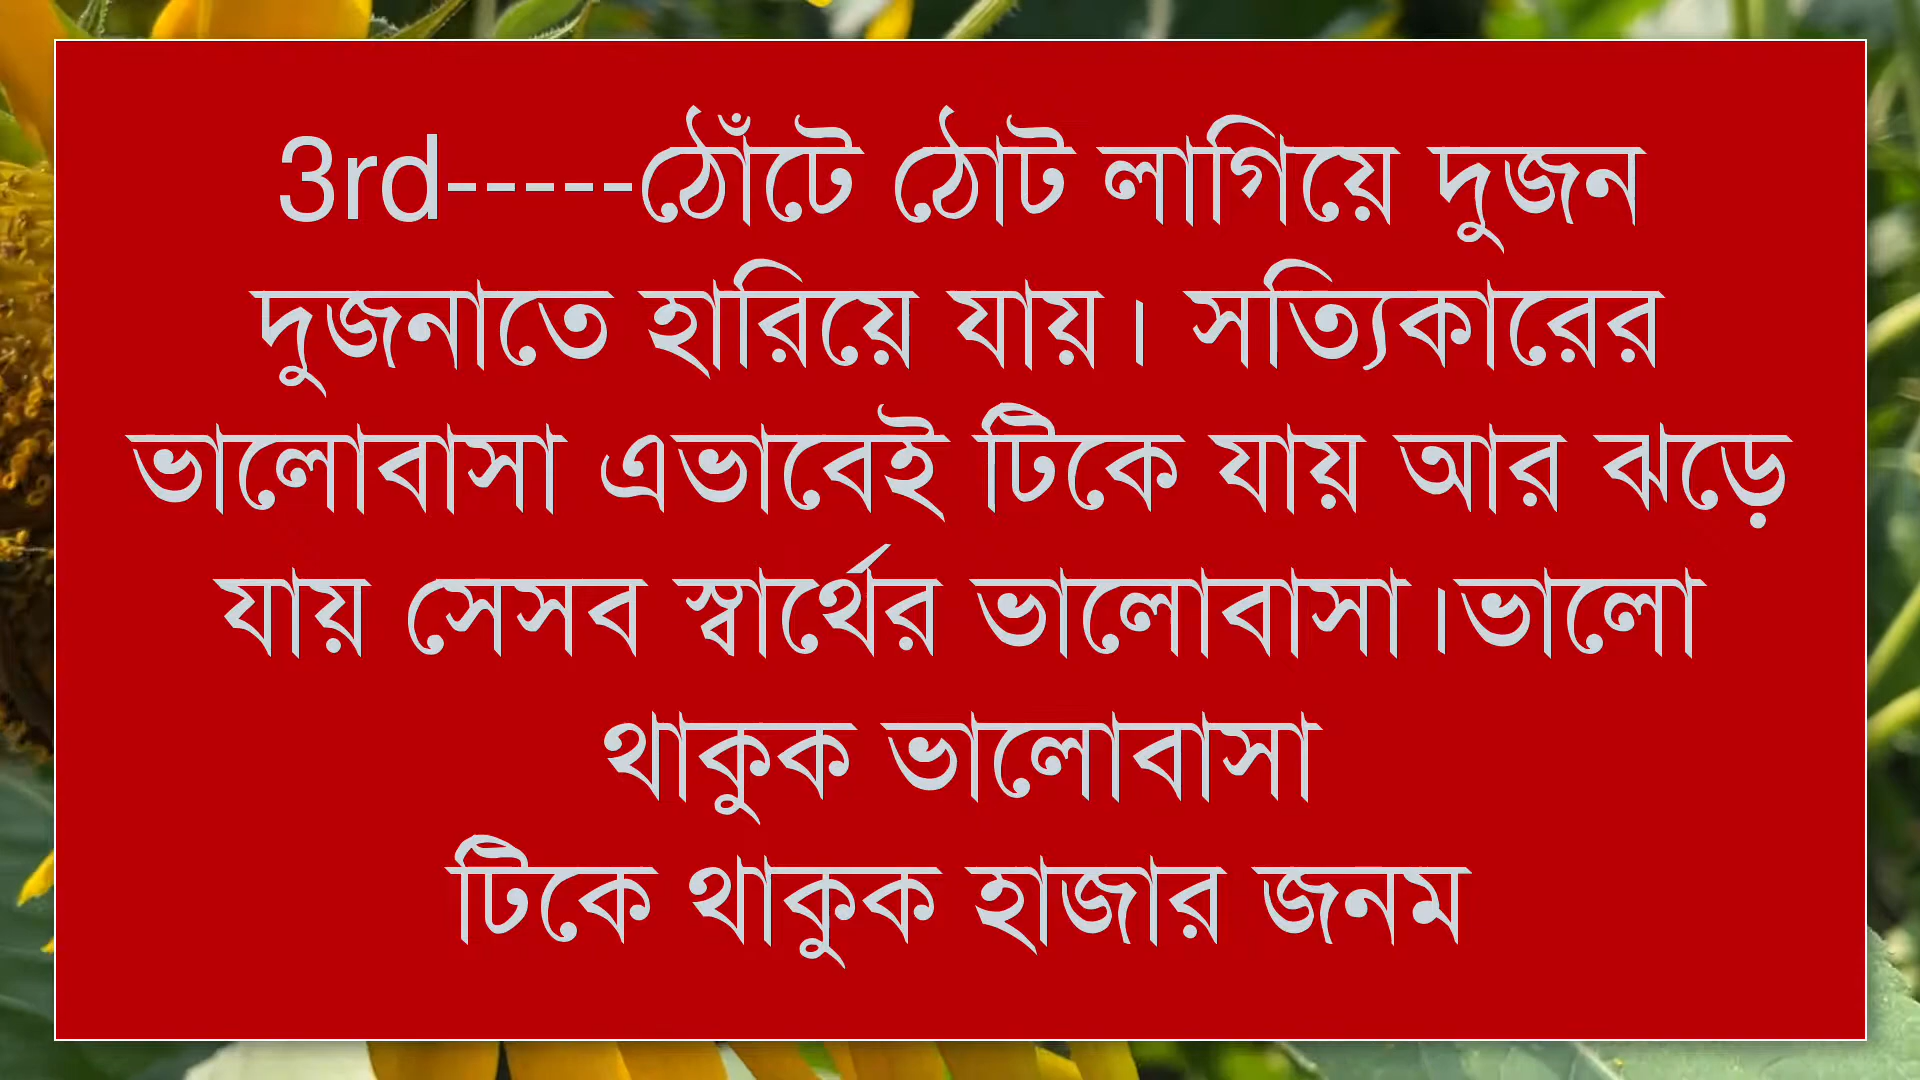 3rd-----ঠোঁটে ঠোট লাগিয়ে দুজন
দুজনাতে হারিয়ে যায়। সত্যিকারের
ভালোবাসা এভাবেই টিকে যায় আর ঝড়ে
যায় সেসব স্বার্থের ভালোবাসা।ভালো
থাকুক ভালোবাসা
টিকে থাকুক হাজার জনম